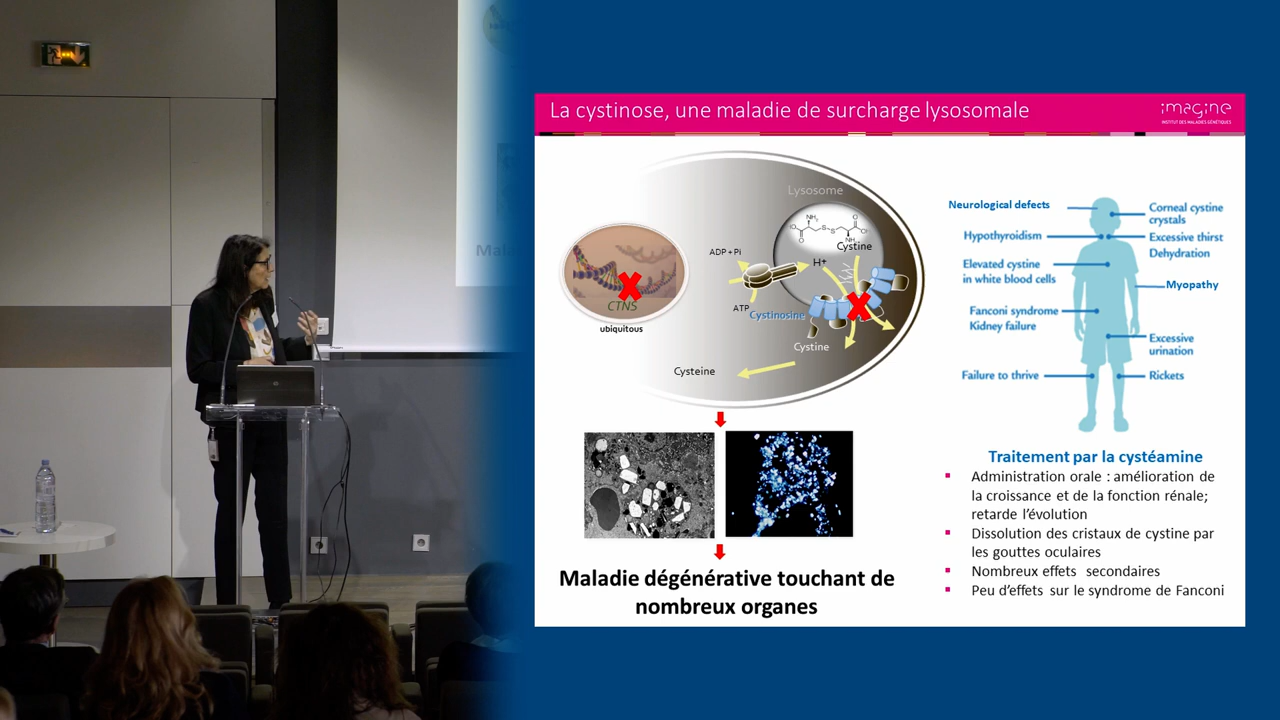 La cystinose, une maladie de surcharge lysosomale
imagine
INSTITUT DES MALADIES GÉNÉTIQUES
Lysosome
NH
Cystine
ADP + Pi
H+
CTNS
ATP
Cystinosine
ubiquitous
Cystine
Cysteine
Maladie dégénérative touchant de
nombreux organes
Neurological defects
Hypothyroidism
Elevated cystine
in white blood cells
Fanconi syndrome
Kidney failure
Failure to thrive
Corneal cystine
crystals
Excessive thirst
Dehydration
Myopathy
Excessive
urination
Rickets
Traitement par la cystéamine
Administration orale : amélioration de
la croissance et de la fonction rénale;
retarde l’évolution
Dissolution des cristaux de cystine par
les gouttes oculaires
Nombreux effets secondaires
Peu d’effets sur le syndrome de Fanconi